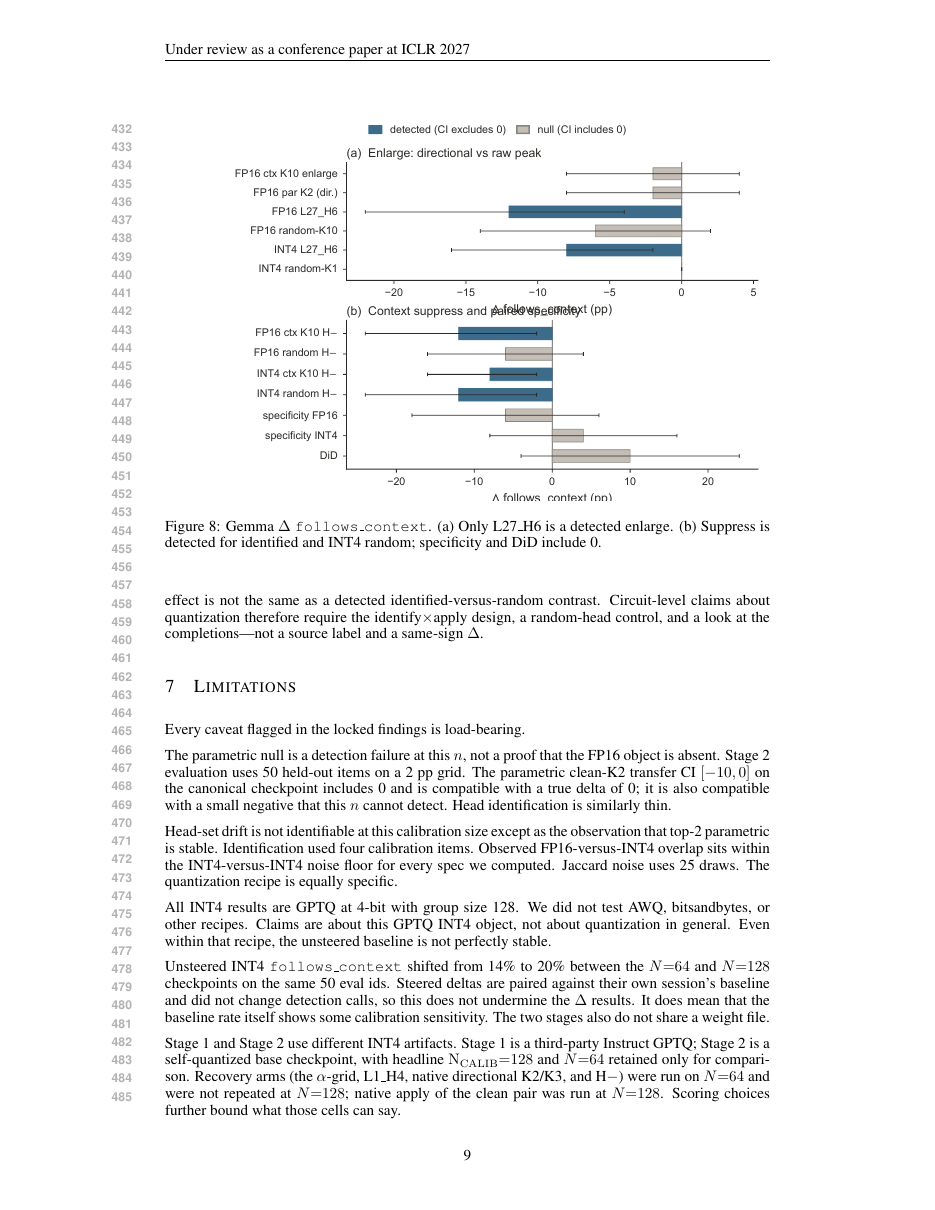 Under review as a conference paper at ICLR 2027
432
433
434
435
436
437
438
439
440
441
442
443
444
445
446
447
448
449
450
451
452
453
454
455
456
457
458
459
460
461
462
463
464
465
466
467
468
469
470
471
472
473
474
475
476
477
478
479
480
481
482
483
484
485
detected (CI excludes 0) null (CI includes 0)
(a) Enlarge: directional vs raw peak
FP16 ctx K10 enlarge
FP16 par K2 (dir.)
FP16 L27_H6
FP16 random-K10
INT4 L27_H6
INT4 random-K1
−20 −15 −10 −5 0 5
Δ follows_context (pp)
(b) Context suppress and paired specificity
FP16 ctx K10 H−
FP16 random H−
INT4 ctx K10 H−
INT4 random H−
specificity FP16
specificity INT4
DiD
−20 −10 0 10 20
Δ follows_context (pp)
Figure 8: Gemma Δ follows_context. (a) Only L27_H6 is a detected enlarge. (b) Suppress is
detected for identified and INT4 random; specificity and DiD include 0.
effect is not the same as a detected identified-versus-random contrast. Circuit-level claims about
quantization therefore require the identify×apply design, a random-head control, and a look at the
completions—not a source label and a same-sign Δ.
7 LIMITATIONS
Every caveat flagged in the locked findings is load-bearing.
The parametric null is a detection failure at this n, not a proof that the FP16 object is absent. Stage 2
evaluation uses 50 held-out items on a 2 pp grid. The parametric clean-K2 transfer CI [−10, 0] on
the canonical checkpoint includes 0 and is compatible with a true delta of 0; it is also compatible
with a small negative that this n cannot detect. Head identification is similarly thin.
Head-set drift is not identifiable at this calibration size except as the observation that top-2 parametric
is stable. Identification used four calibration items. Observed FP16-versus-INT4 overlap sits within
the INT4-versus-INT4 noise floor for every spec we computed. Jaccard noise uses 25 draws. The
quantization recipe is equally specific.
All INT4 results are GPTQ at 4-bit with group size 128. We did not test AWQ, bitsandbytes, or
other recipes. Claims are about this GPTQ INT4 object, not about quantization in general. Even
within that recipe, the unsteered baseline is not perfectly stable.
Unsteered INT4 follows_context shifted from 14% to 20% between the N=64 and N=128
checkpoints on the same 50 eval ids. Steered deltas are paired against their own session's baseline
and did not change detection calls, so this does not undermine the Δ results. It does mean that the
baseline rate itself shows some calibration sensitivity. The two stages also do not share a weight file.
Stage 1 and Stage 2 use different INT4 artifacts. Stage 1 is a third-party Instruct GPTQ; Stage 2 is a
self-quantized base checkpoint, with headline NCALIB=128 and N=64 retained only for compari-
son. Recovery arms (the α-grid, L1_H4, native directional K2/K3, and H−) were run on N=64 and
were not repeated at N=128; native apply of the clean pair was run at N=128. Scoring choices
further bound what those cells can say.
9